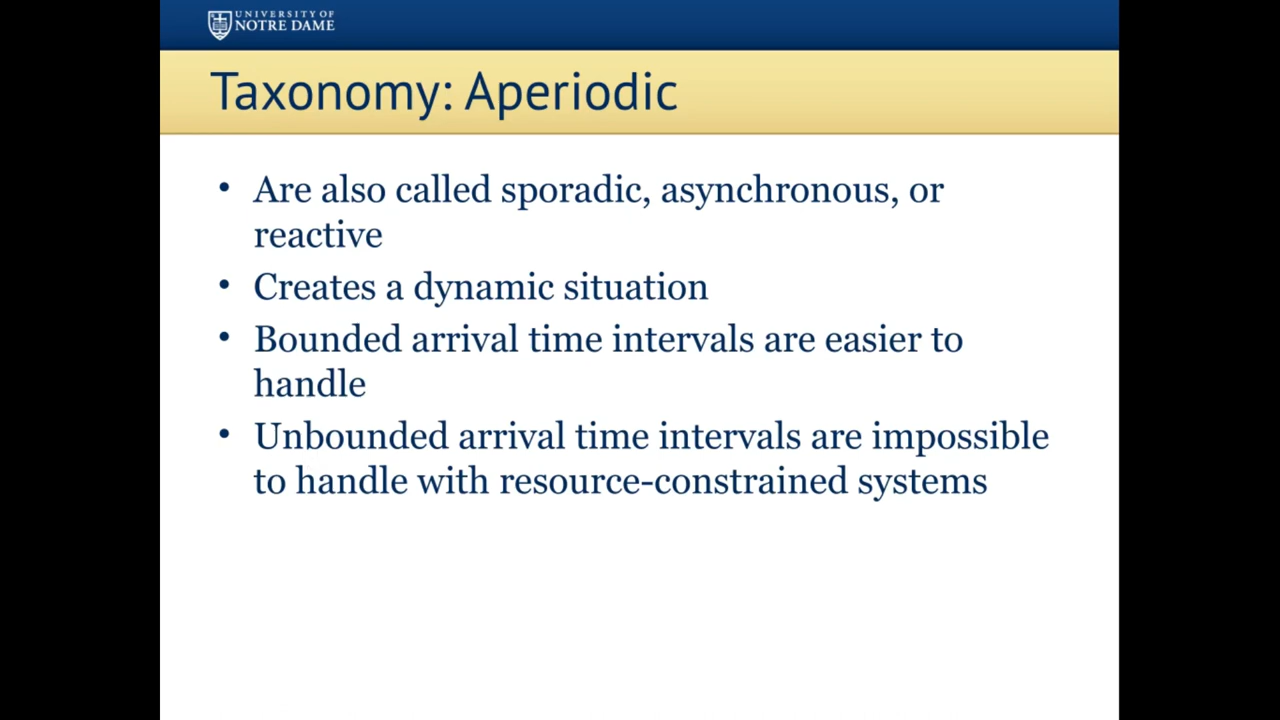 UNIVERSITY OF
NOTRE DAME
Taxonomy: Aperiodic
• Are also called sporadic, asynchronous, or
reactive
• Creates a dynamic situation
• Bounded arrival time intervals are easier to
handle
• Unbounded arrival time intervals are impossible
to handle with resource-constrained systems